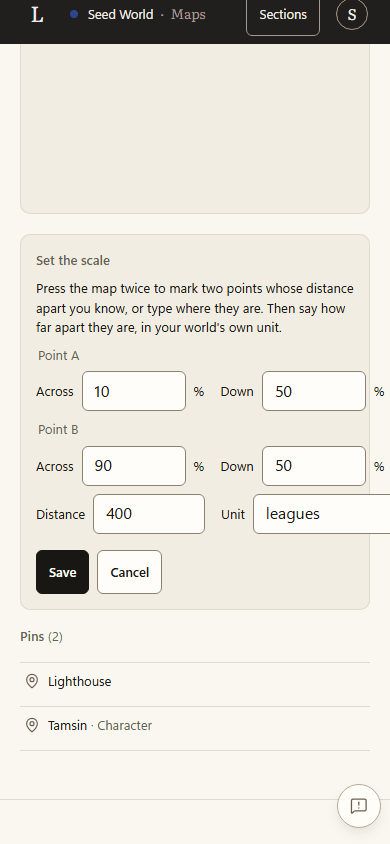 L Seed World · Maps Sections S
Set the scale
Press the map twice to mark two points whose distance
apart you know, or type where they are. Then say how
far apart they are, in your world's own unit.
Point A
Across 10 % Down 50 %
Point B
Across 90 % Down 50 %
Distance 400 Unit leagues
Save Cancel
Pins (2)
Lighthouse
Tamsin · Character